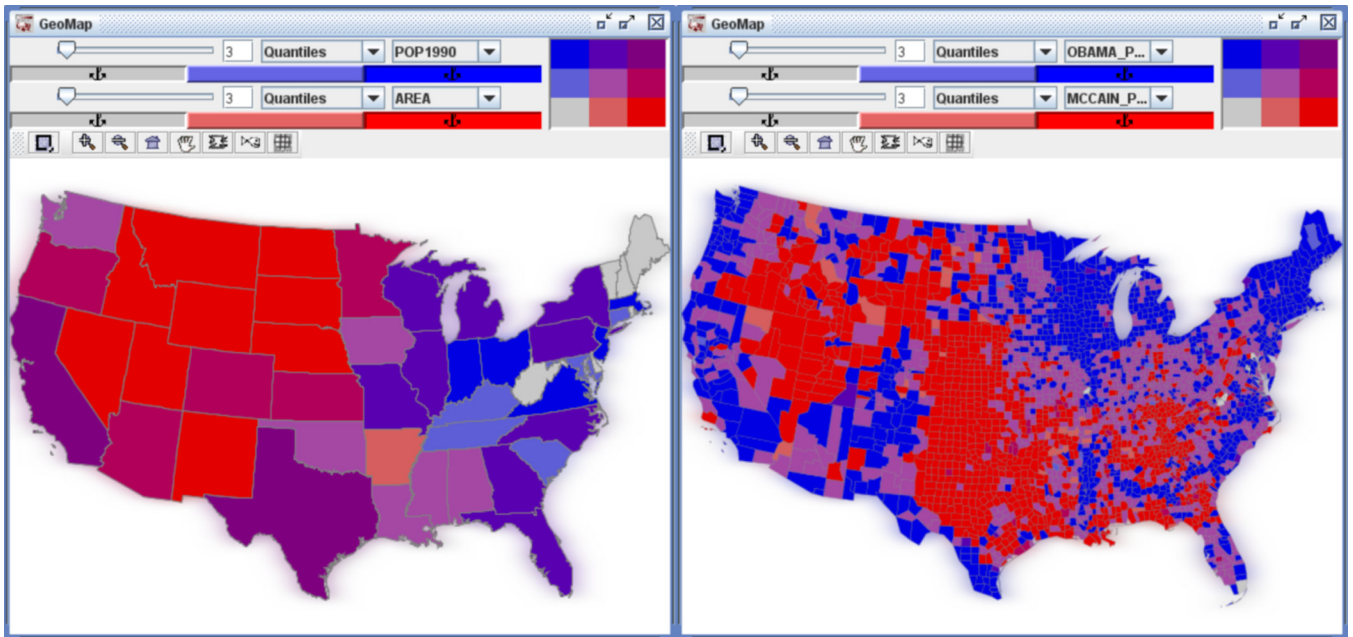 GeoMap
3 Quantiles POP1990
3 Quantiles AREA
GeoMap
3 Quantiles OBAMA_P...
3 Quantiles MCCAIN_P...